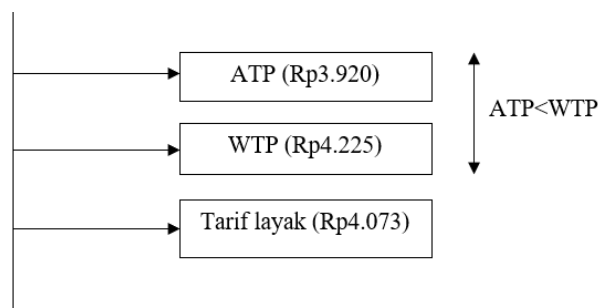 ATP (Rp3.920)
ATP<WTP
WTP (Rp4.225)
Tarif layak (Rp4.073)